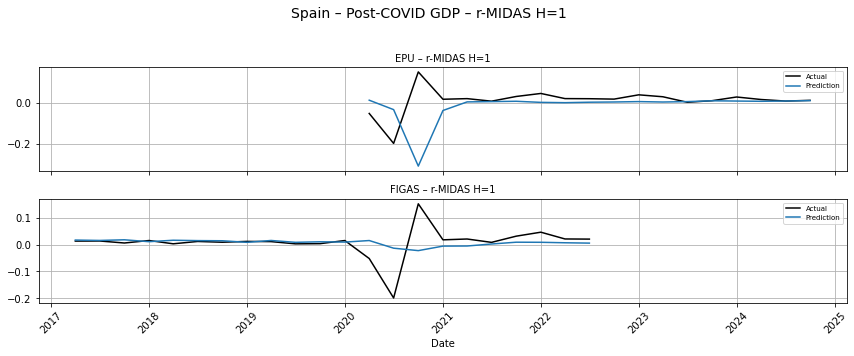 Spain – Post-COVID GDP – r-MIDAS H=1
EPU – r-MIDAS H=1
Actual
Prediction
0.0
−0.2
FIGAS – r-MIDAS H=1
Actual
Prediction
0.1
0.0
−0.1
−0.2
2017
2018
2019
2020
2021
2022
2023
2024
2025
Date